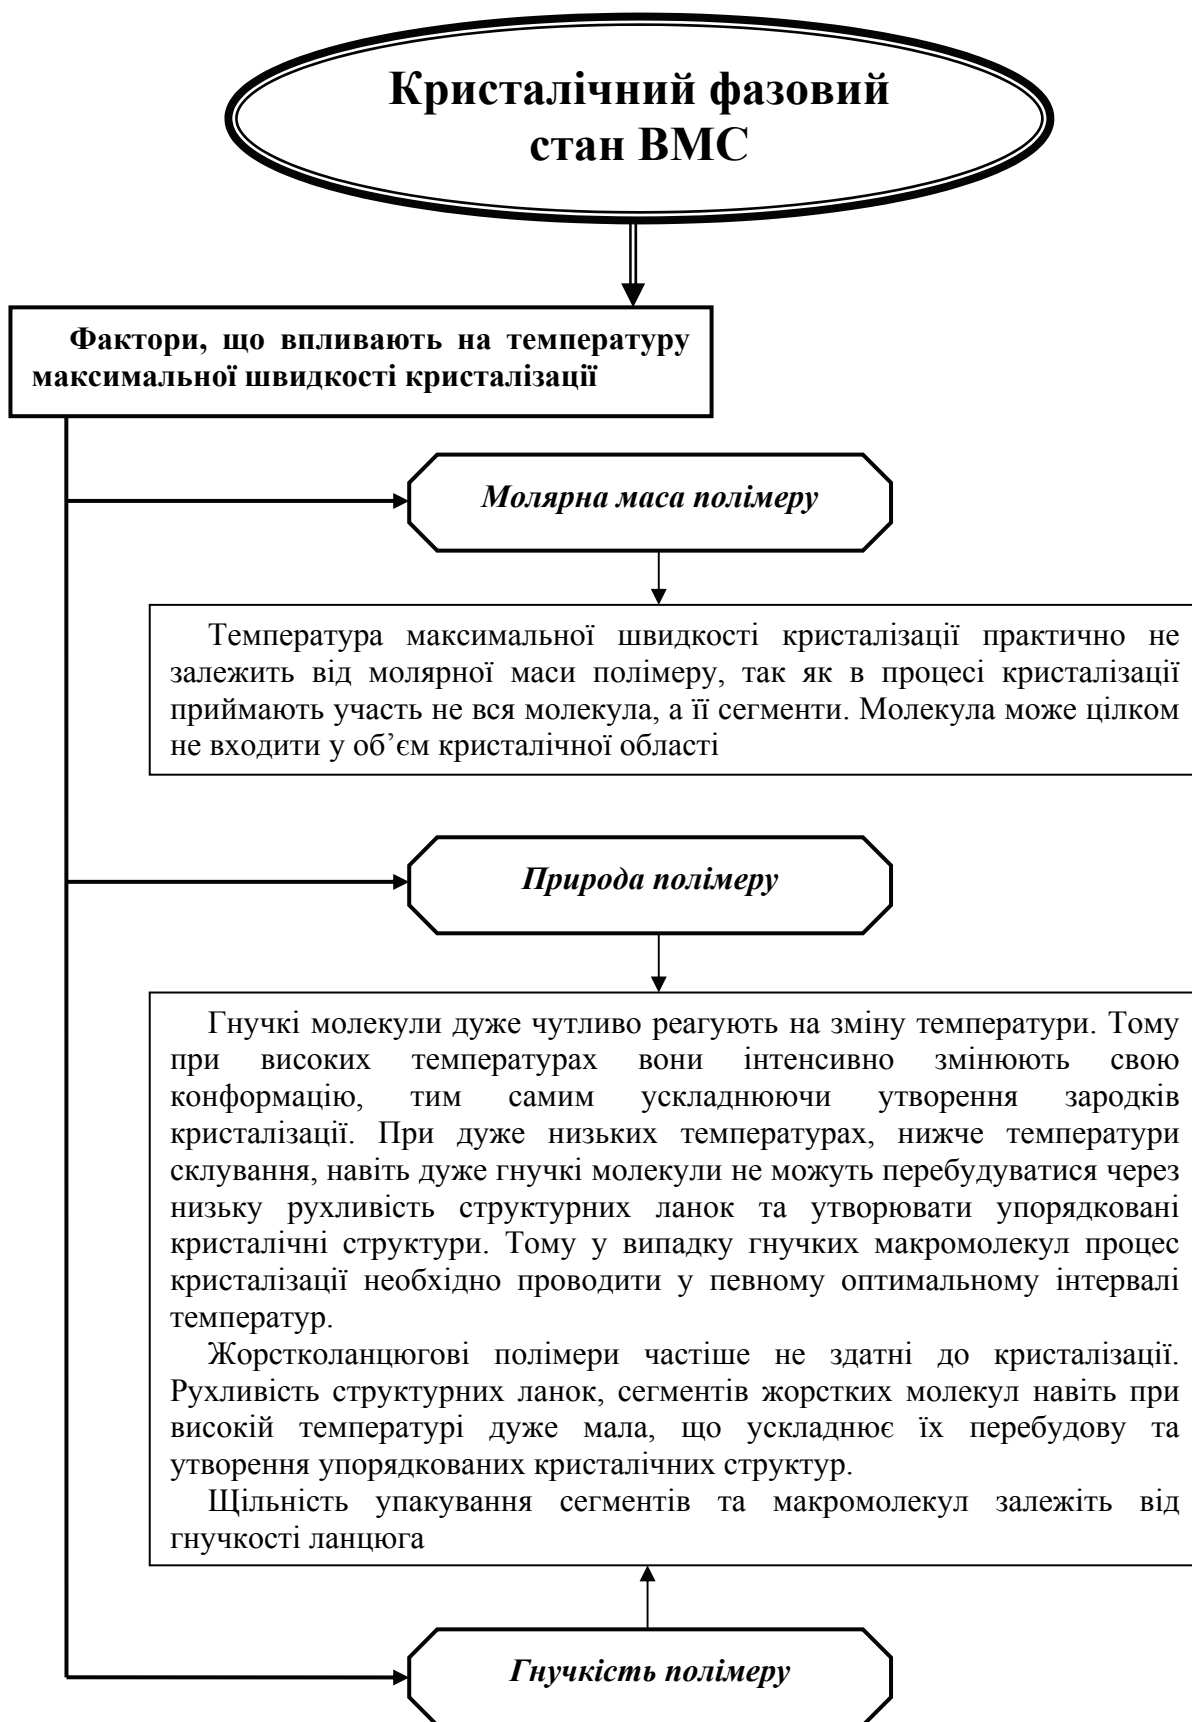 Кристалічний фазовий
стан ВМС
Фактори, що впливають на температуру
максимальної швидкості кристалізації
Молярна маса полімеру
Температура максимальної швидкості кристалізації практично не
залежить від молярної маси полімеру, так як в процесі кристалізації
приймають участь не вся молекула, а її сегменти. Молекула може цілком
не входити у об’єм кристалічної області
Природа полімеру
Гнучкі молекули дуже чутливо реагують на зміну температури. Тому
при високих температурах вони інтенсивно змінюють свою
конформацію, тим самим ускладнюючи утворення зародків
кристалізації. При дуже низьких температурах, нижче температури
склування, навіть дуже гнучкі молекули не можуть перебудуватися через
низьку рухливість структурних ланок та утворювати упорядковані
кристалічні структури. Тому у випадку гнучких макромолекул процес
кристалізації необхідно проводити у певному оптимальному інтервалі
температур.
Жорстколанцюгові полімери частіше не здатні до кристалізації.
Рухливість структурних ланок, сегментів жорстких молекул навіть при
високій температурі дуже мала, що ускладнює їх перебудову та
утворення упорядкованих кристалічних структур.
Щільність упакування сегментів та макромолекул залежіть від
гнучкості ланцюга
Гнучкість полімеру